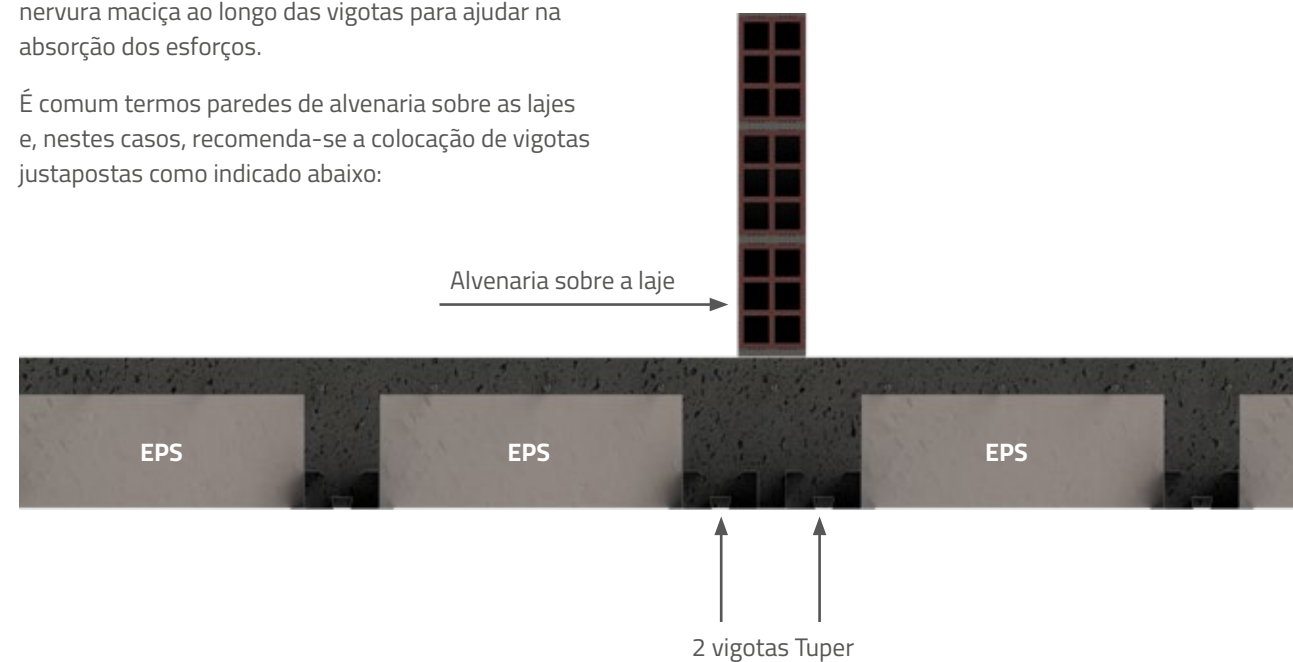 nervura maciça ao longo das vigotas para ajudar na
absorção dos esforços.
É comum termos paredes de alvenaria sobre as lajes
e, nestes casos, recomenda-se a colocação de vigotas
justapostas como indicado abaixo:
Alvenaria sobre a laje
EPS
EPS
EPS
2 vigotas Tuper